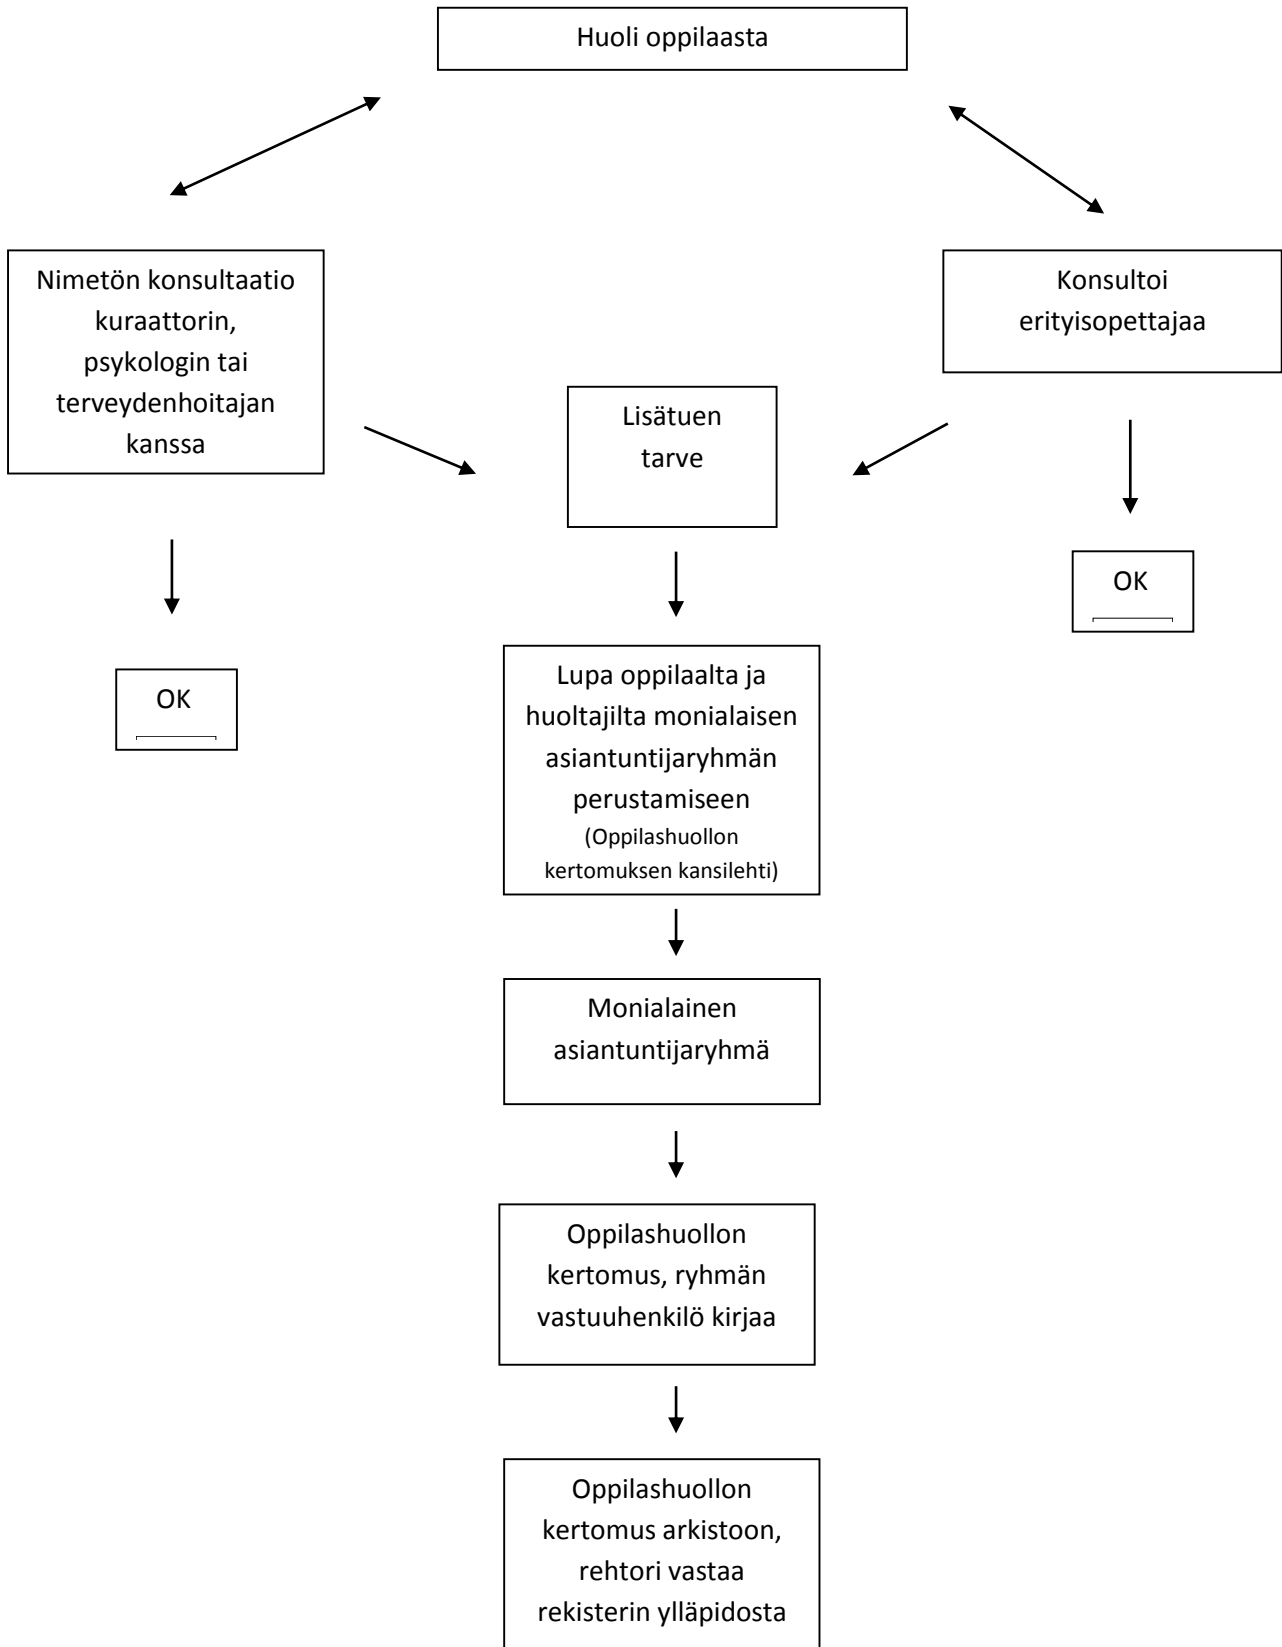 Huoli oppilaasta
Nimetön konsultaatio
kuraattorin,
psykologin tai
terveydenhoitajan
kanssa
Konsultoi
erityisopettajaa
Lisätuen
tarve
OK
OK
Lupa oppilaalta ja
huoltajilta monialaisen
asiantuntijaryhmän
perustamiseen
(Oppilashuollon
kertomuksen kansilehti)
Monialainen
asiantuntijaryhmä
Oppilashuollon
kertomus, ryhmän
vastuuhenkilö kirjaa
Oppilashuollon
kertomus arkistoon,
rehtori vastaa
rekisterin ylläpidosta